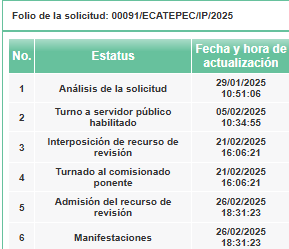 Folio de la solicitud: 00091/ECATEPEC/IP/2025
No. Estatus Fecha y hora de
actualización
1 Análisis de la solicitud 29/01/2025
10:51:06
2 Turno a servidor público
habilitado 05/02/2025
10:34:55
3 Interposición de recurso de
revisión 21/02/2025
16:06:21
4 Turnado al comisionado
ponente 21/02/2025
16:06:21
5 Admisión del recurso de
revisión 26/02/2025
18:31:23
6 Manifestaciones 26/02/2025
18:31:23